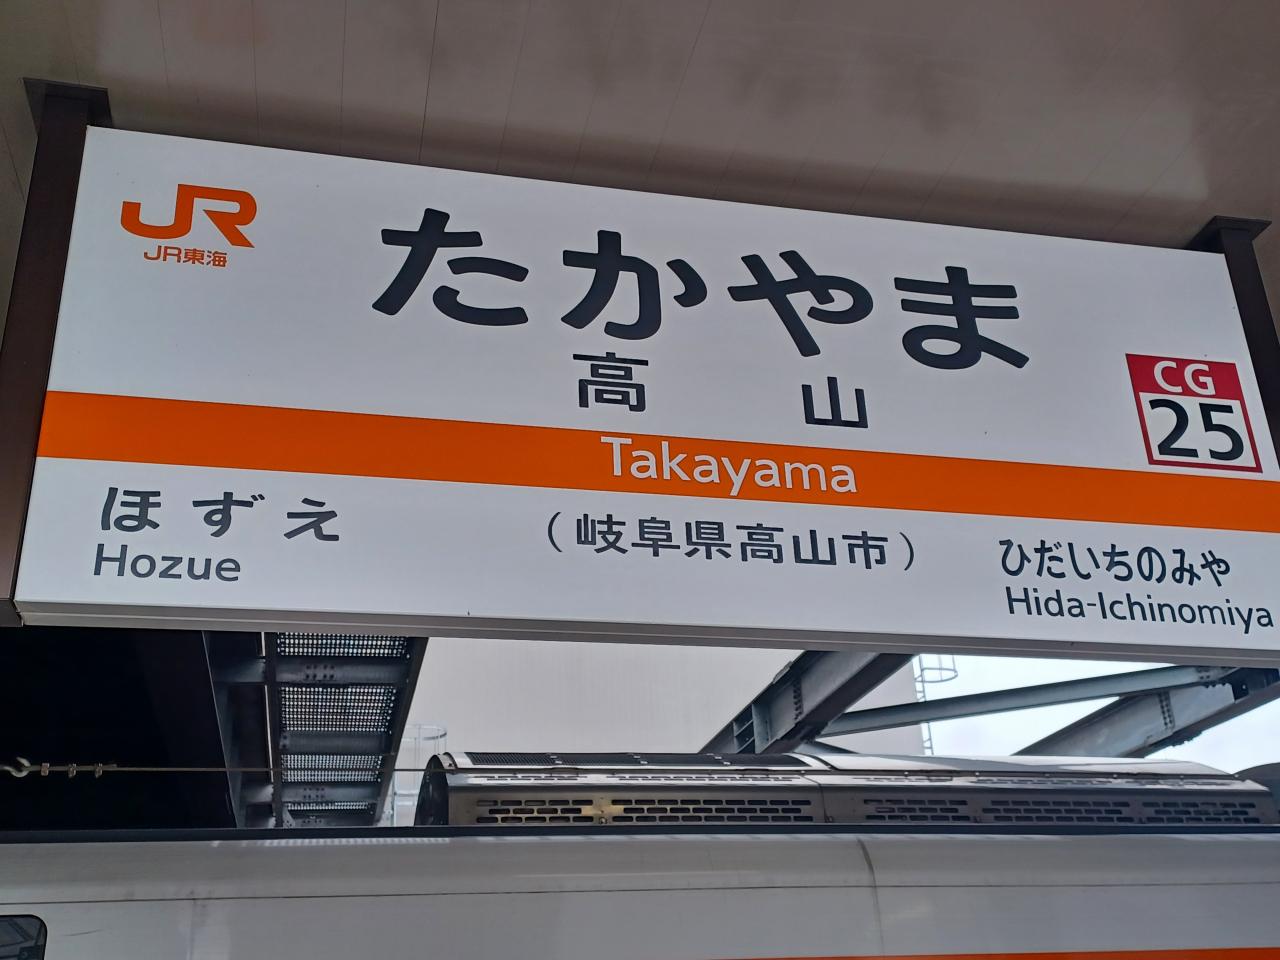 JR
JR東海
たかやま
高山
CG
25
Takayama
ほずえ
Hozue
（岐阜県高山市）
ひだいちのみや
Hida-Ichinomiya